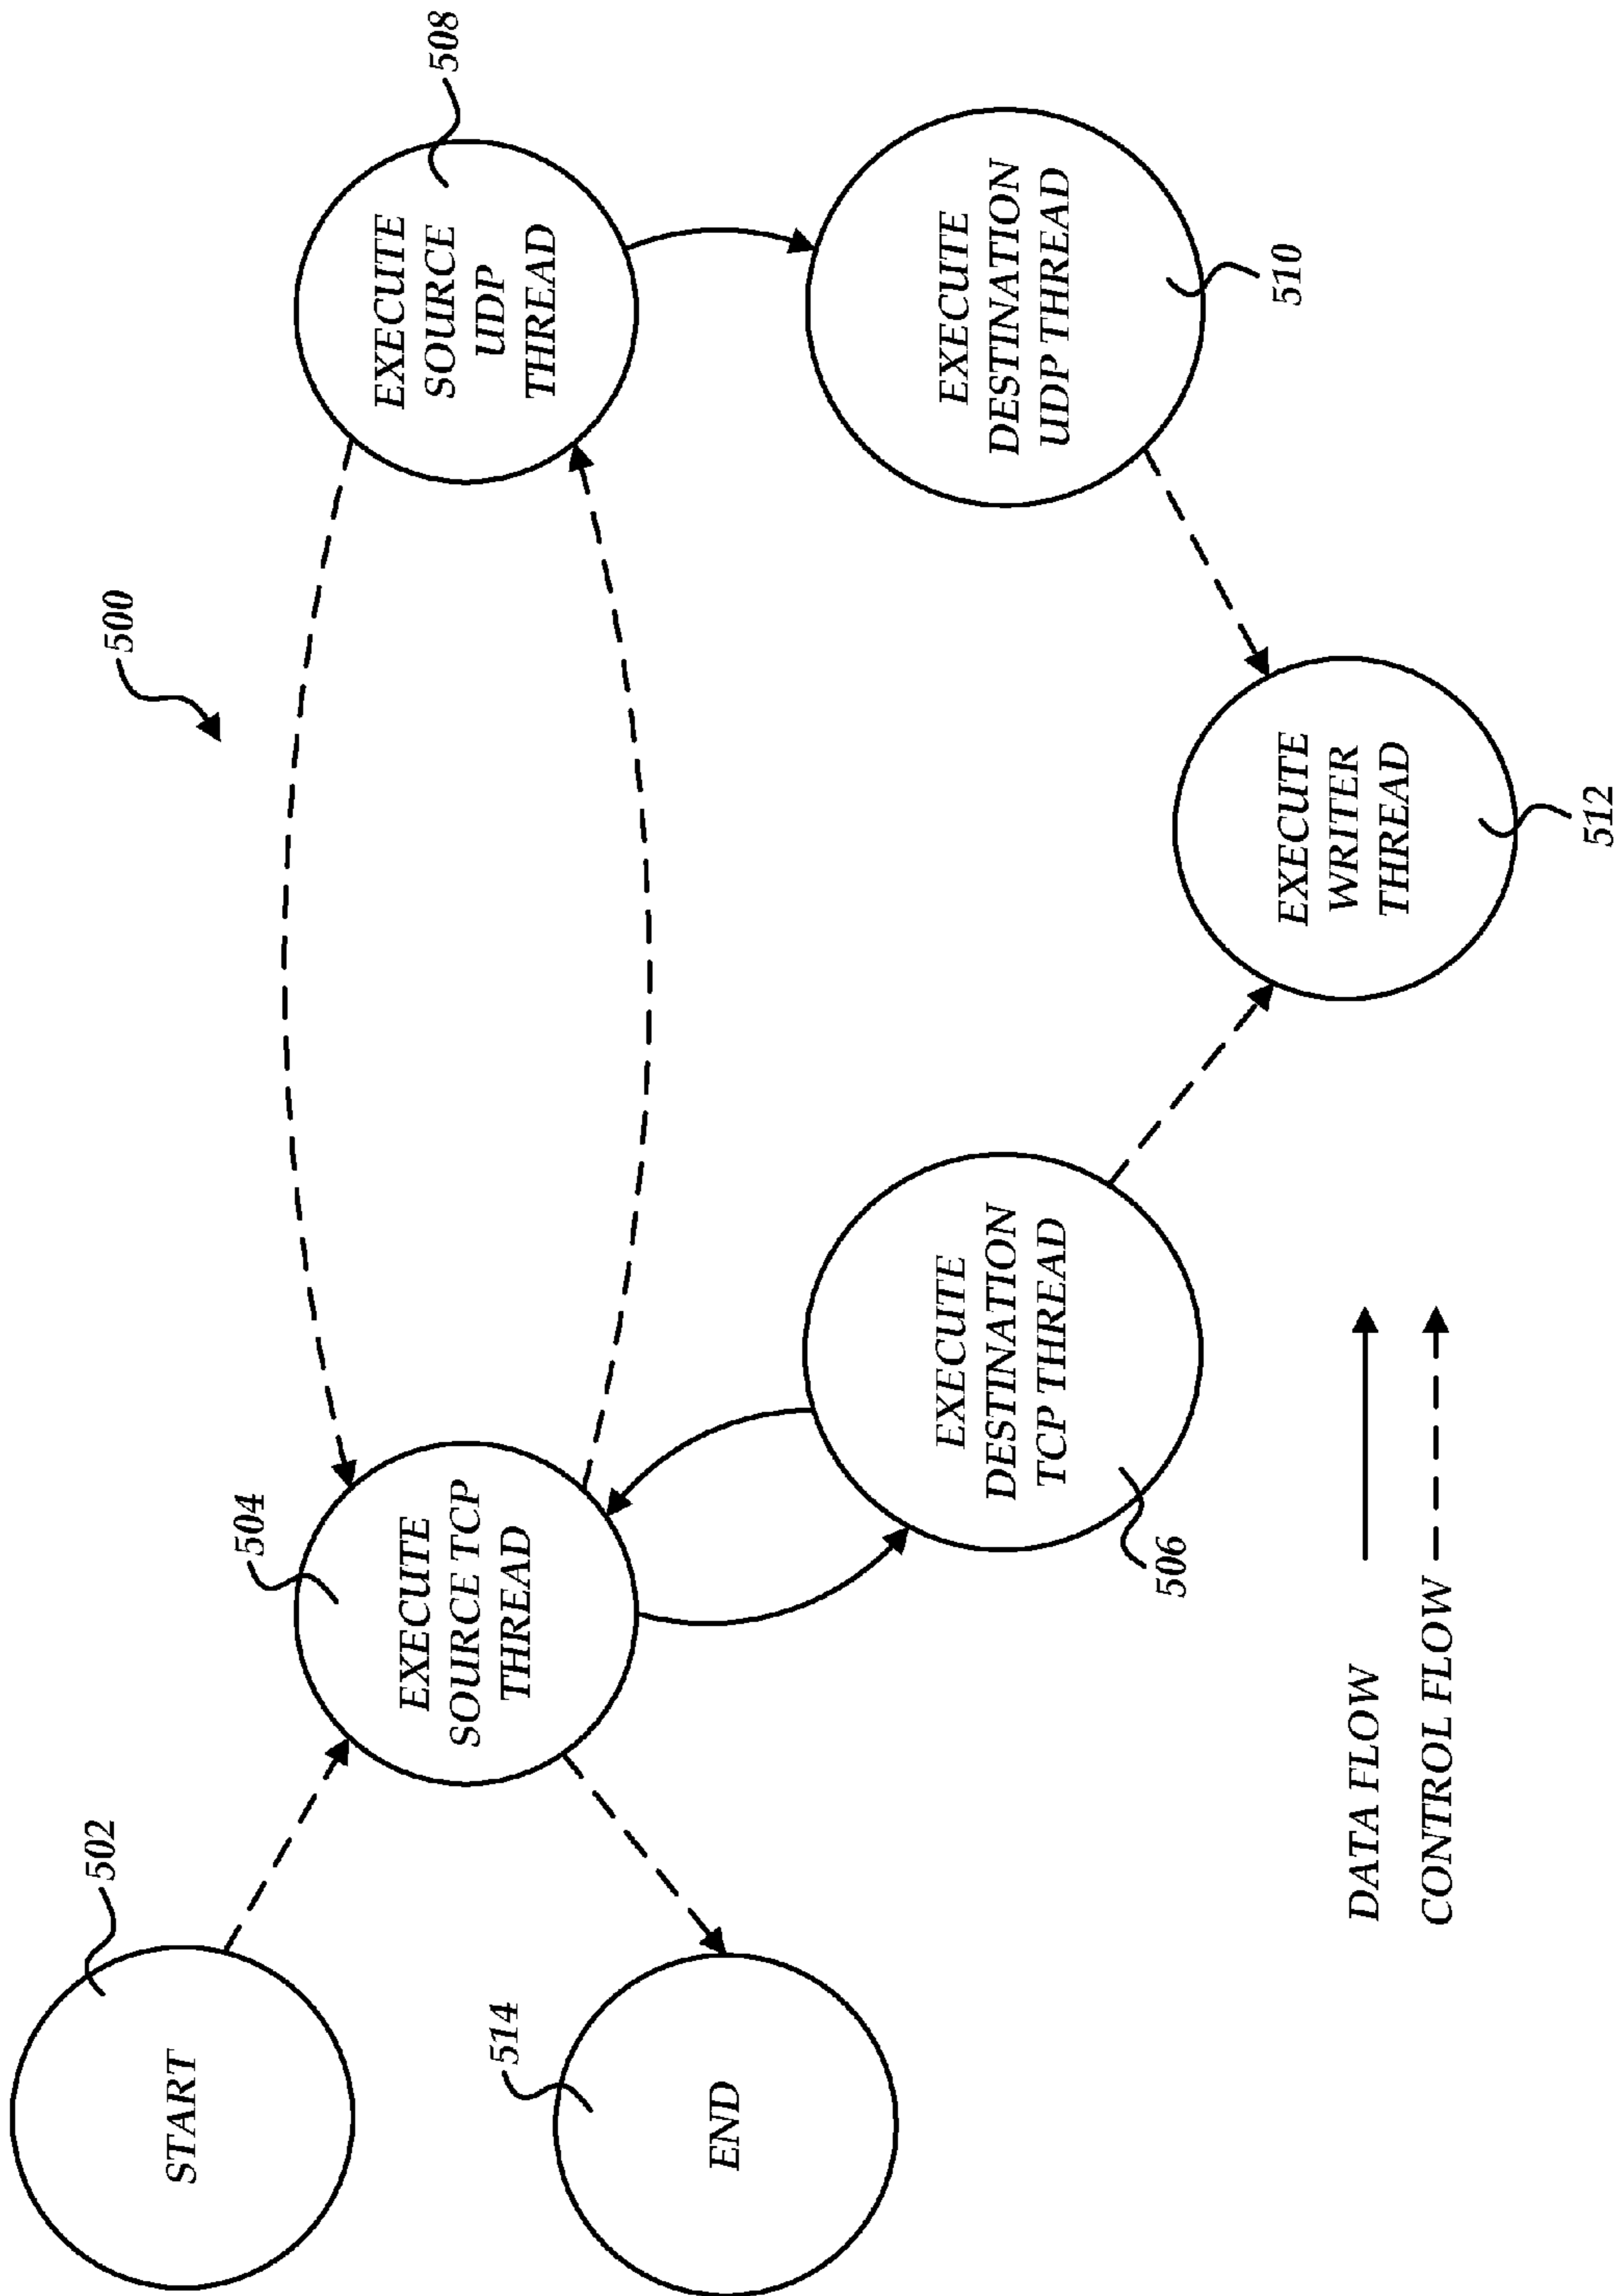 500
502
START
504
EXECUTE
SOURCE TCP
THREAD
508
EXECUTE
SOURCE
UDP
THREAD
514
END
506
EXECUTE
DESTINATION
TCP THREAD
510
EXECUTE
DESTINATION
UDP THREAD
512
EXECUTE
WRITER
THREAD
DATA FLOW
CONTROL FLOW